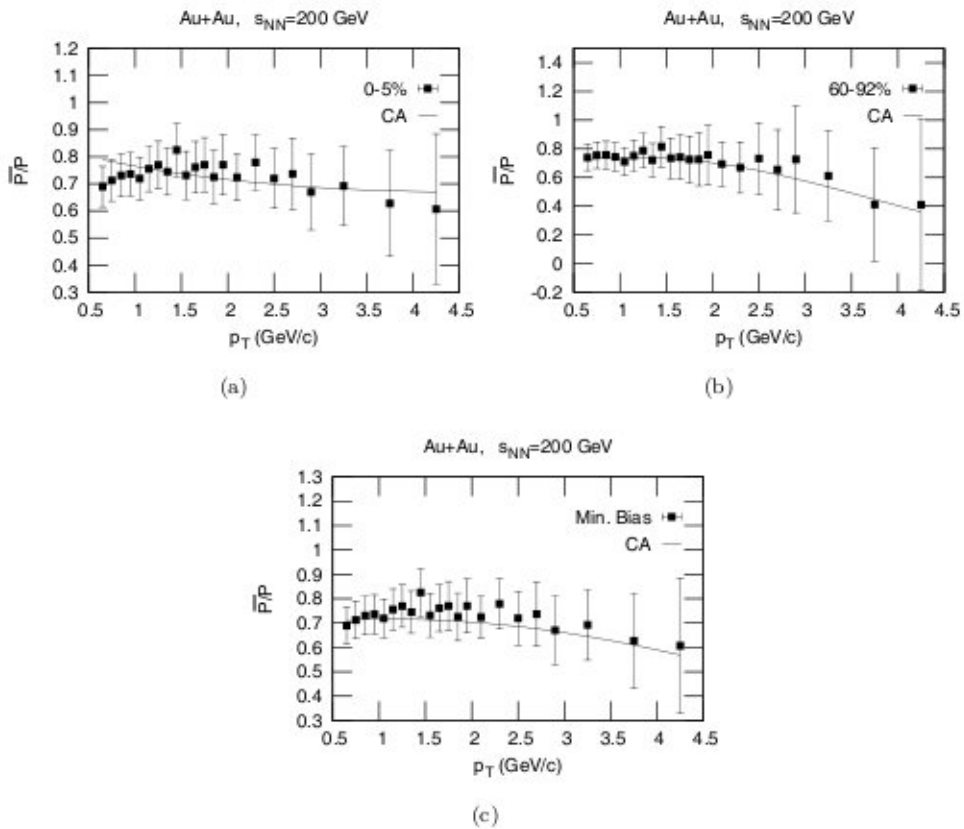 Au+Au, s_NN=200 GeV
1.2
1.1
1
0.9
0.8
0.7
0.6
0.5
0.4
0.3
P̅/P
0-5%
CA
0.5 1 1.5 2 2.5 3 3.5 4 4.5
p_T (GeV/c)
(a)
Au+Au, s_NN=200 GeV
1.4
1.2
1
0.8
0.6
0.4
0.2
0
-0.2
P̅/P
60-92%
CA
0.5 1 1.5 2 2.5 3 3.5 4 4.5
p_T (GeV/c)
(b)
Au+Au, s_NN=200 GeV
1.3
1.2
1.1
1
0.9
0.8
0.7
0.6
0.5
0.4
0.3
P̅/P
Min. Bias
CA
0.5 1 1.5 2 2.5 3 3.5 4 4.5
p_T (GeV/c)
(c)